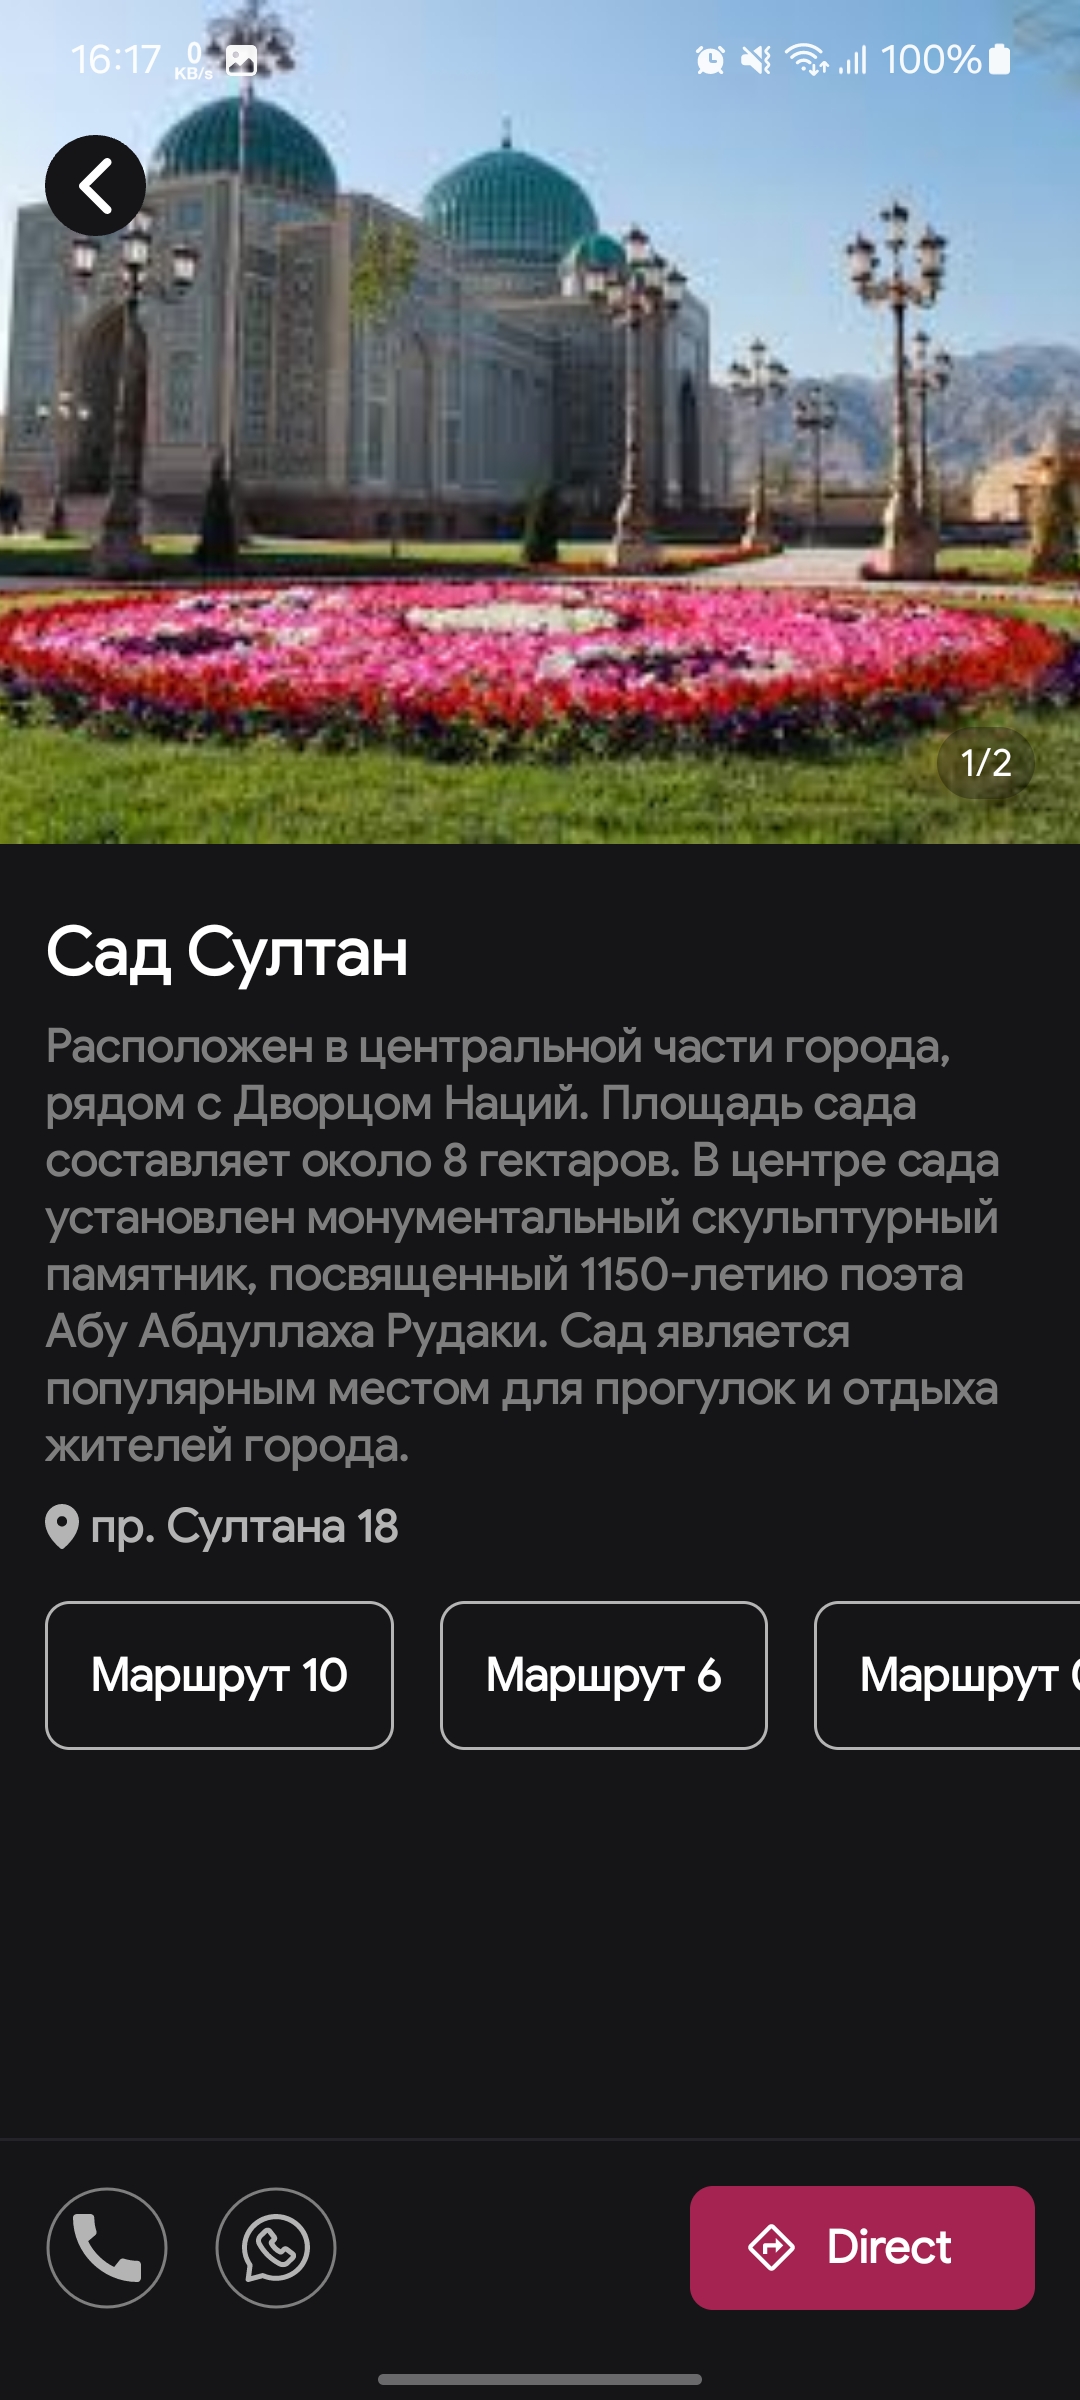 16:17 0 KB/s 100%
1/2
Сад Султан
Расположен в центральной части города,
рядом с Дворцом Наций. Площадь сада
составляет около 8 гектаров. В центре сада
установлен монументальный скульптурный
памятник, посвященный 1150-летию поэта
Абу Абдуллаха Рудаки. Сад является
популярным местом для прогулок и отдыха
жителей города.
пр. Султана 18
Маршрут 10 Маршрут 6 Маршрут
Direct